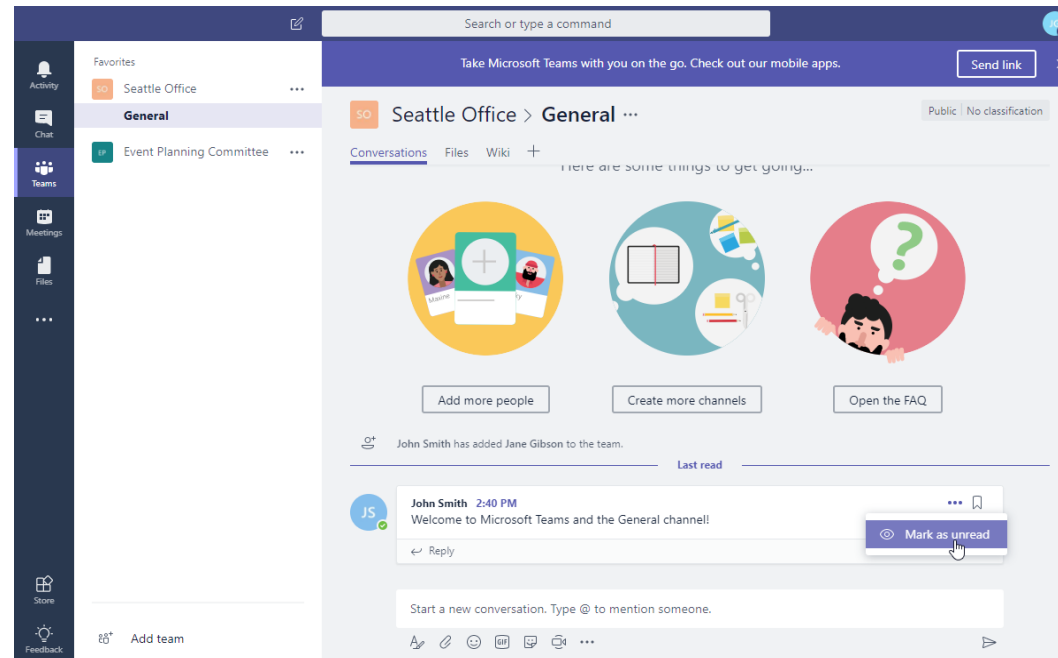 Search or type a command
JG
Activity
Chat
Teams
Meetings
Files
Store
Feedback
Favorites
SO Seattle Office
General
EP Event Planning Committee
Add team
Take Microsoft Teams with you on the go. Check out our mobile apps. Send link
SO Seattle Office > General
Public No classification
Conversations Files Wiki
Here are some things to get going...
Maxine
Add more people Create more channels Open the FAQ
John Smith has added Jane Gibson to the team.
Last read
JS
John Smith 2:40 PM
Welcome to Microsoft Teams and the General channel!
Mark as unread
Reply
Start a new conversation. Type @ to mention someone.
GIF